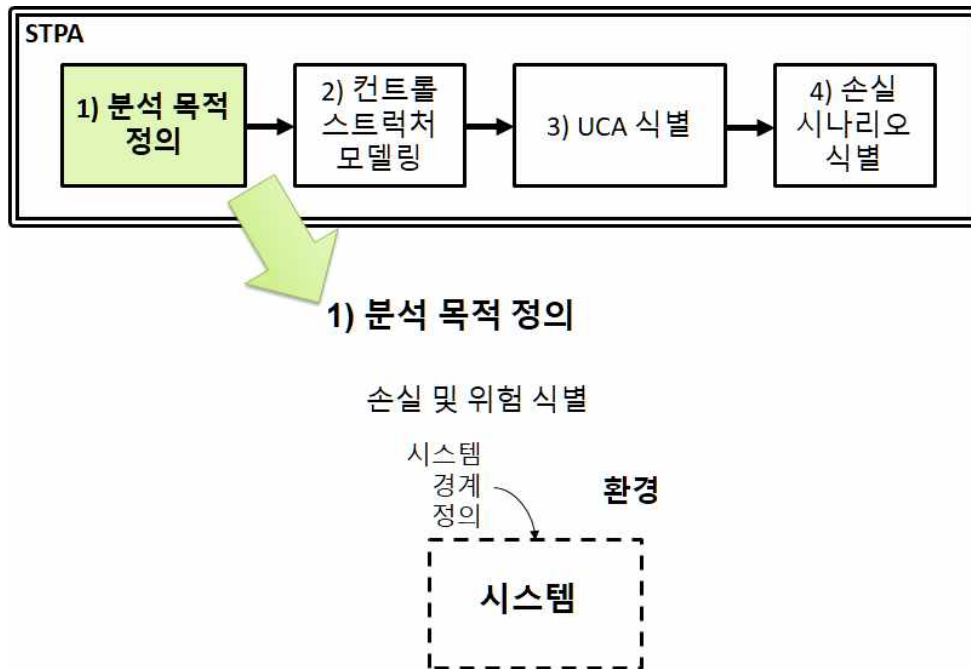 STPA
1) 분석 목적
정의
2) 컨트롤
스트럭처
모델링
3) UCA 식별
4) 손실
시나리오
식별
1) 분석 목적 정의
손실 및 위험 식별
시스템
경계
정의
환경
시스템